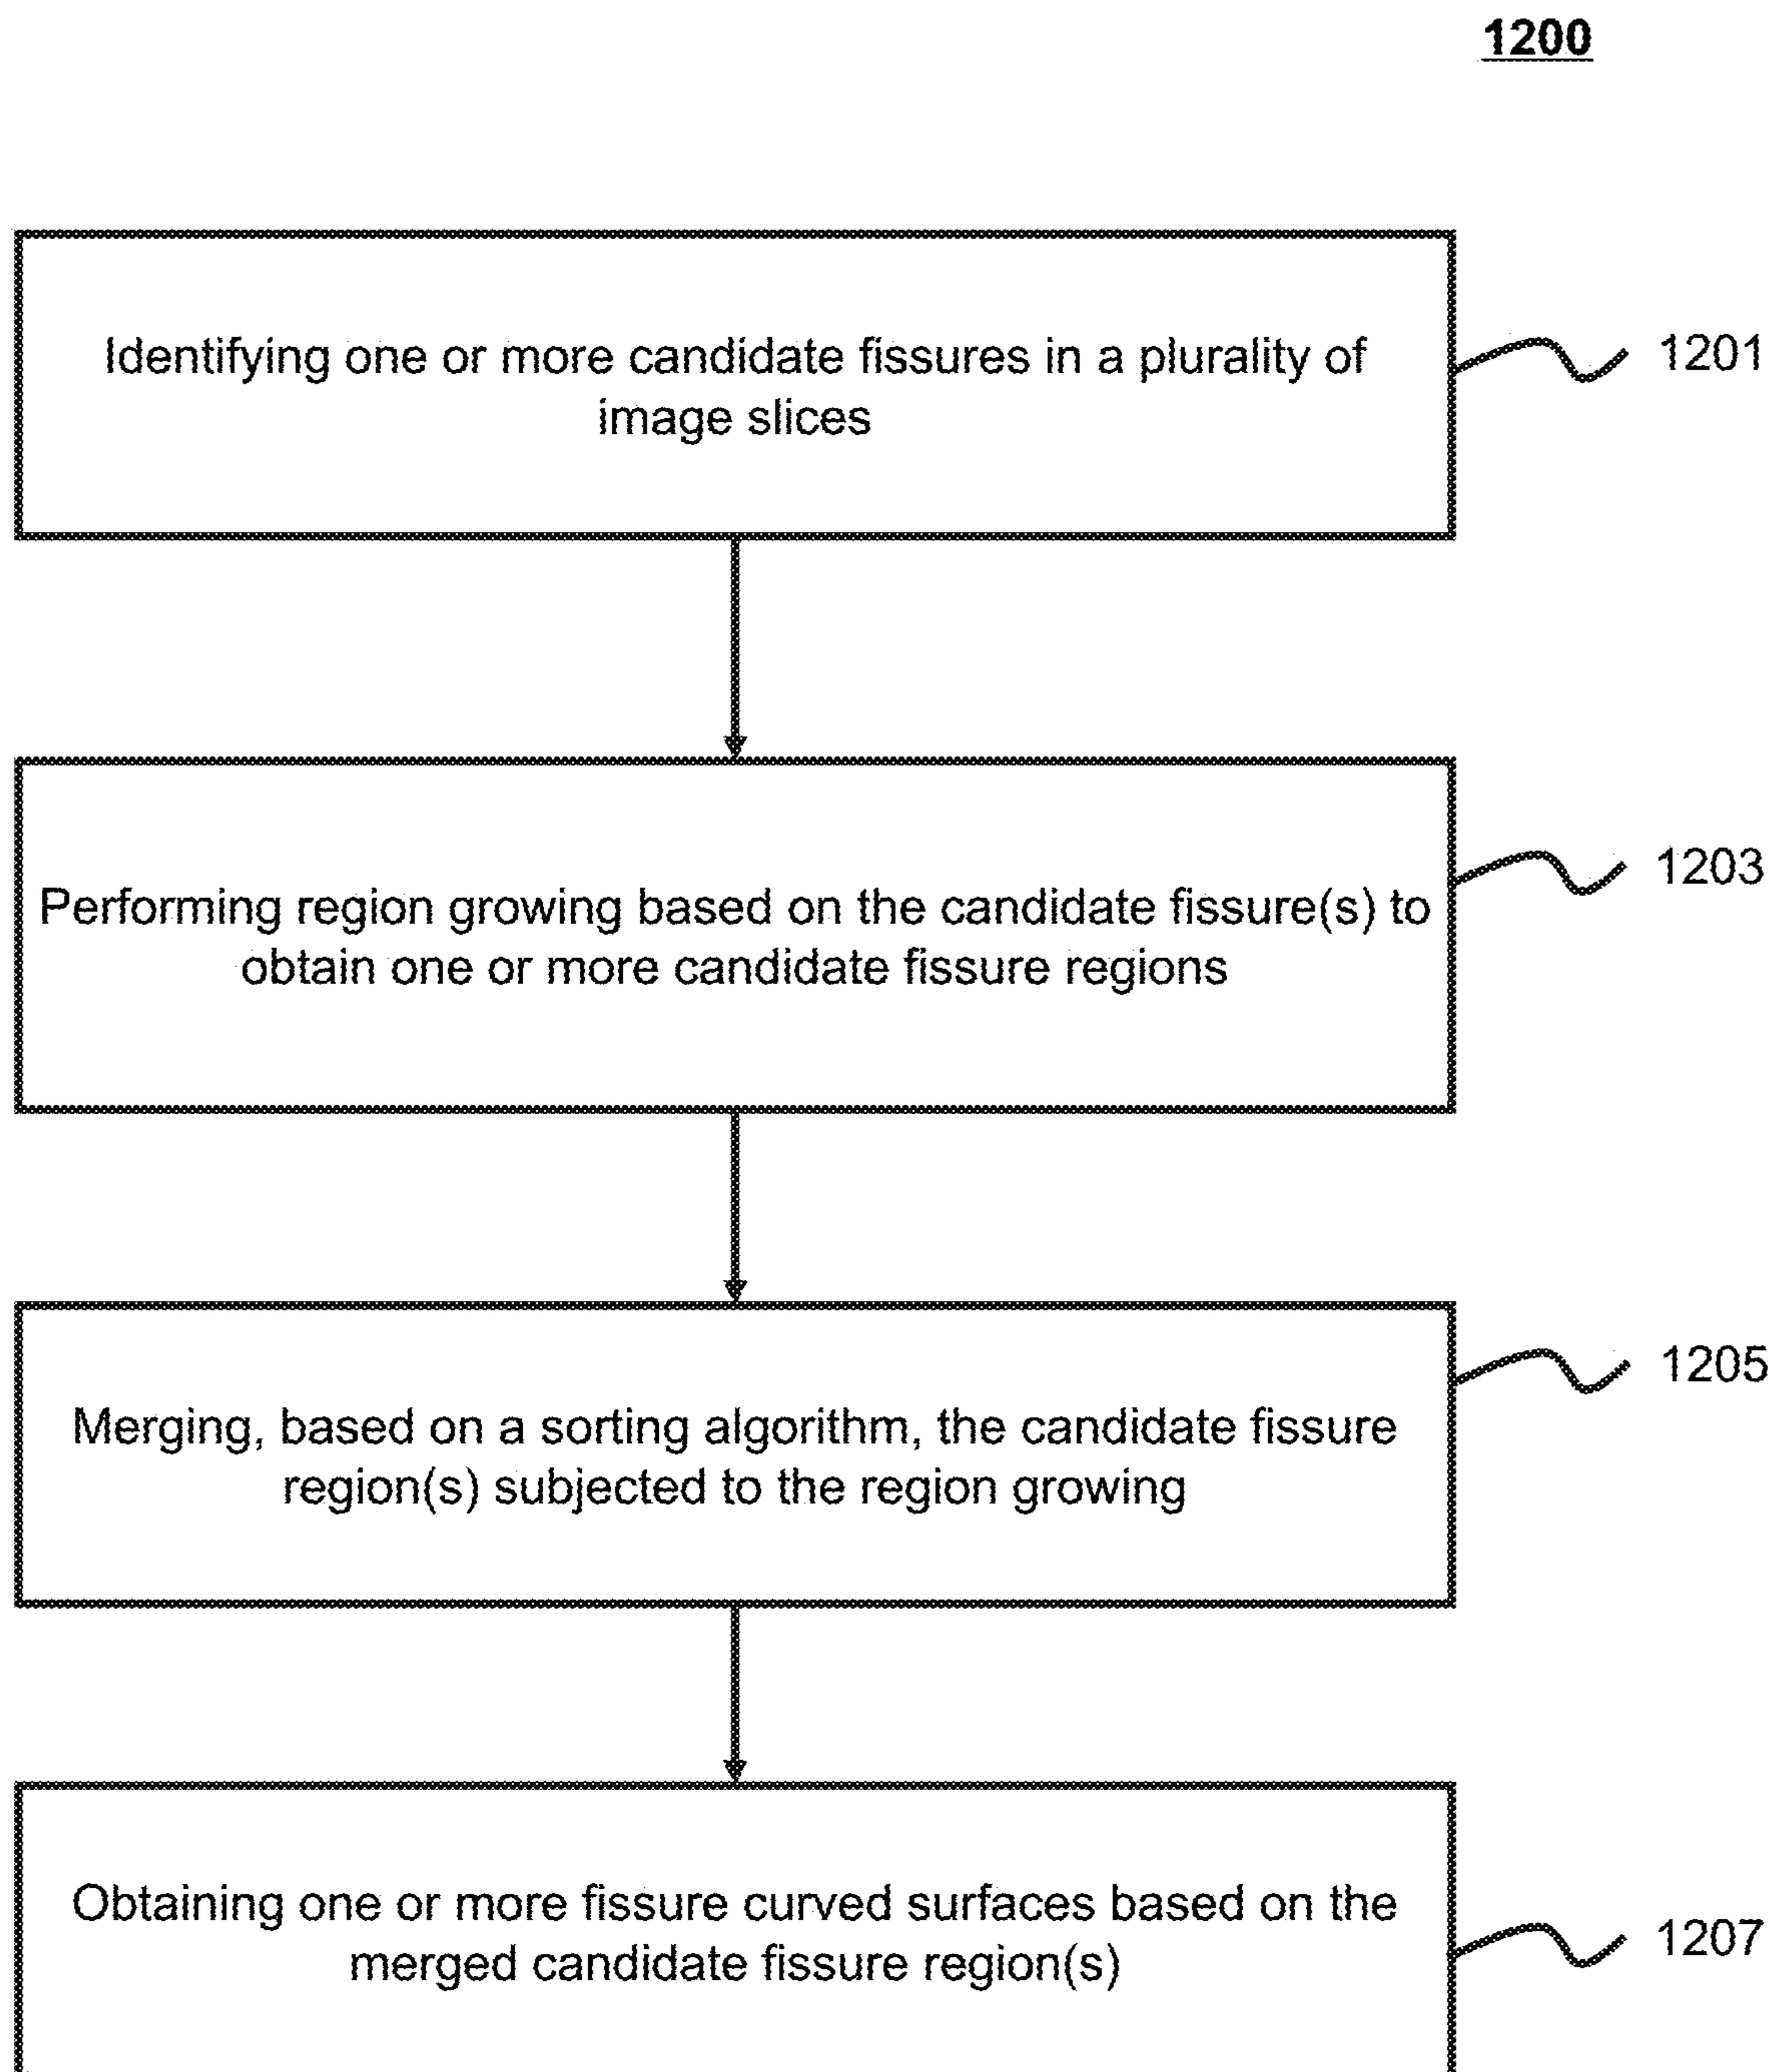 1200
Identifying one or more candidate fissures in a plurality of
image slices
1201
Performing region growing based on the candidate fissure(s) to
obtain one or more candidate fissure regions
1203
Merging, based on a sorting algorithm, the candidate fissure
region(s) subjected to the region growing
1205
Obtaining one or more fissure curved surfaces based on the
merged candidate fissure region(s)
1207